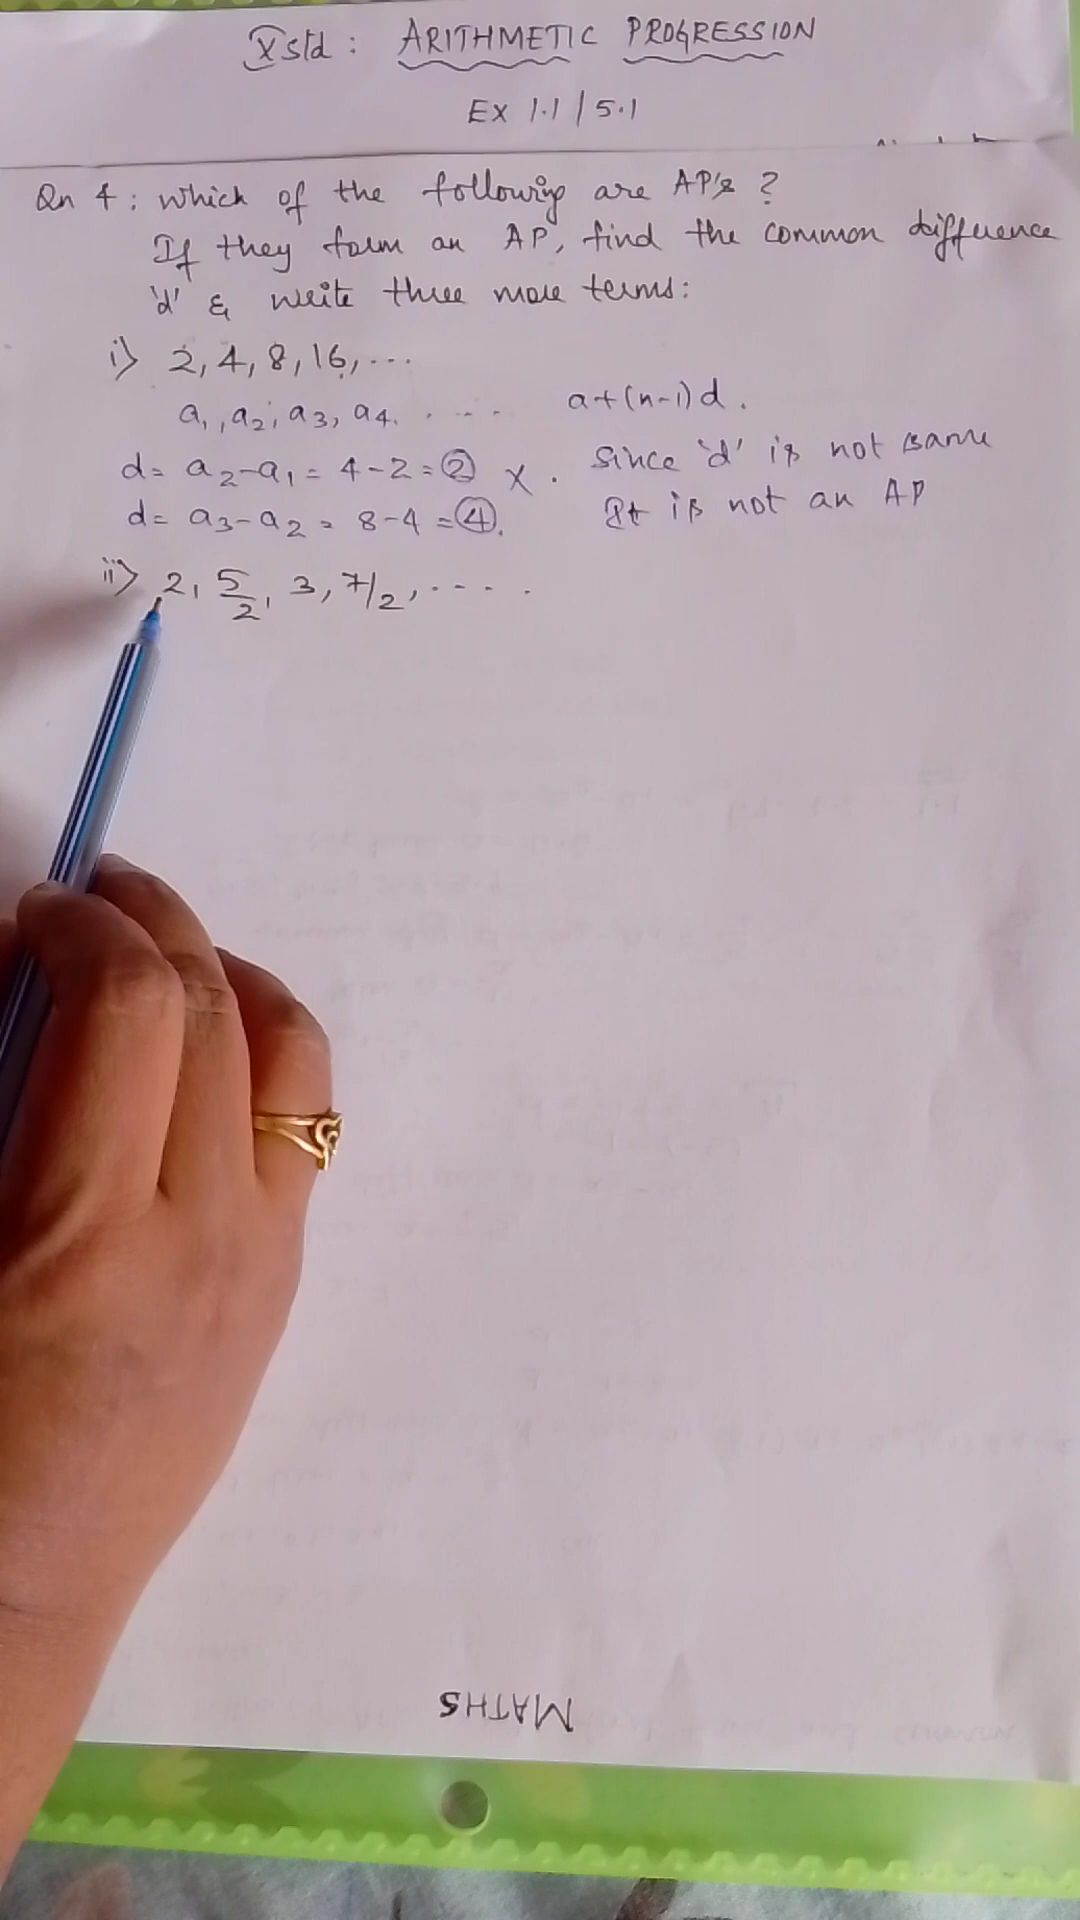 X std : ARITHMETIC PROGRESSION
Ex 1.1 / 5.1
Qn 4 : Which of the following are AP's ?
If they form an AP, find the common difference
'd' & write three more terms:
i) 2, 4, 8, 16, ...
a₁, a₂, a₃, a₄, . . . . a+(n-1)d.
d= a₂-a₁ = 4-2 = 2 X . Since 'd' is not same
d= a₃-a₂ = 8-4 = 4. It is not an AP
ii) 2, 5/2, 3, 7/2, . . . . .
MATHS